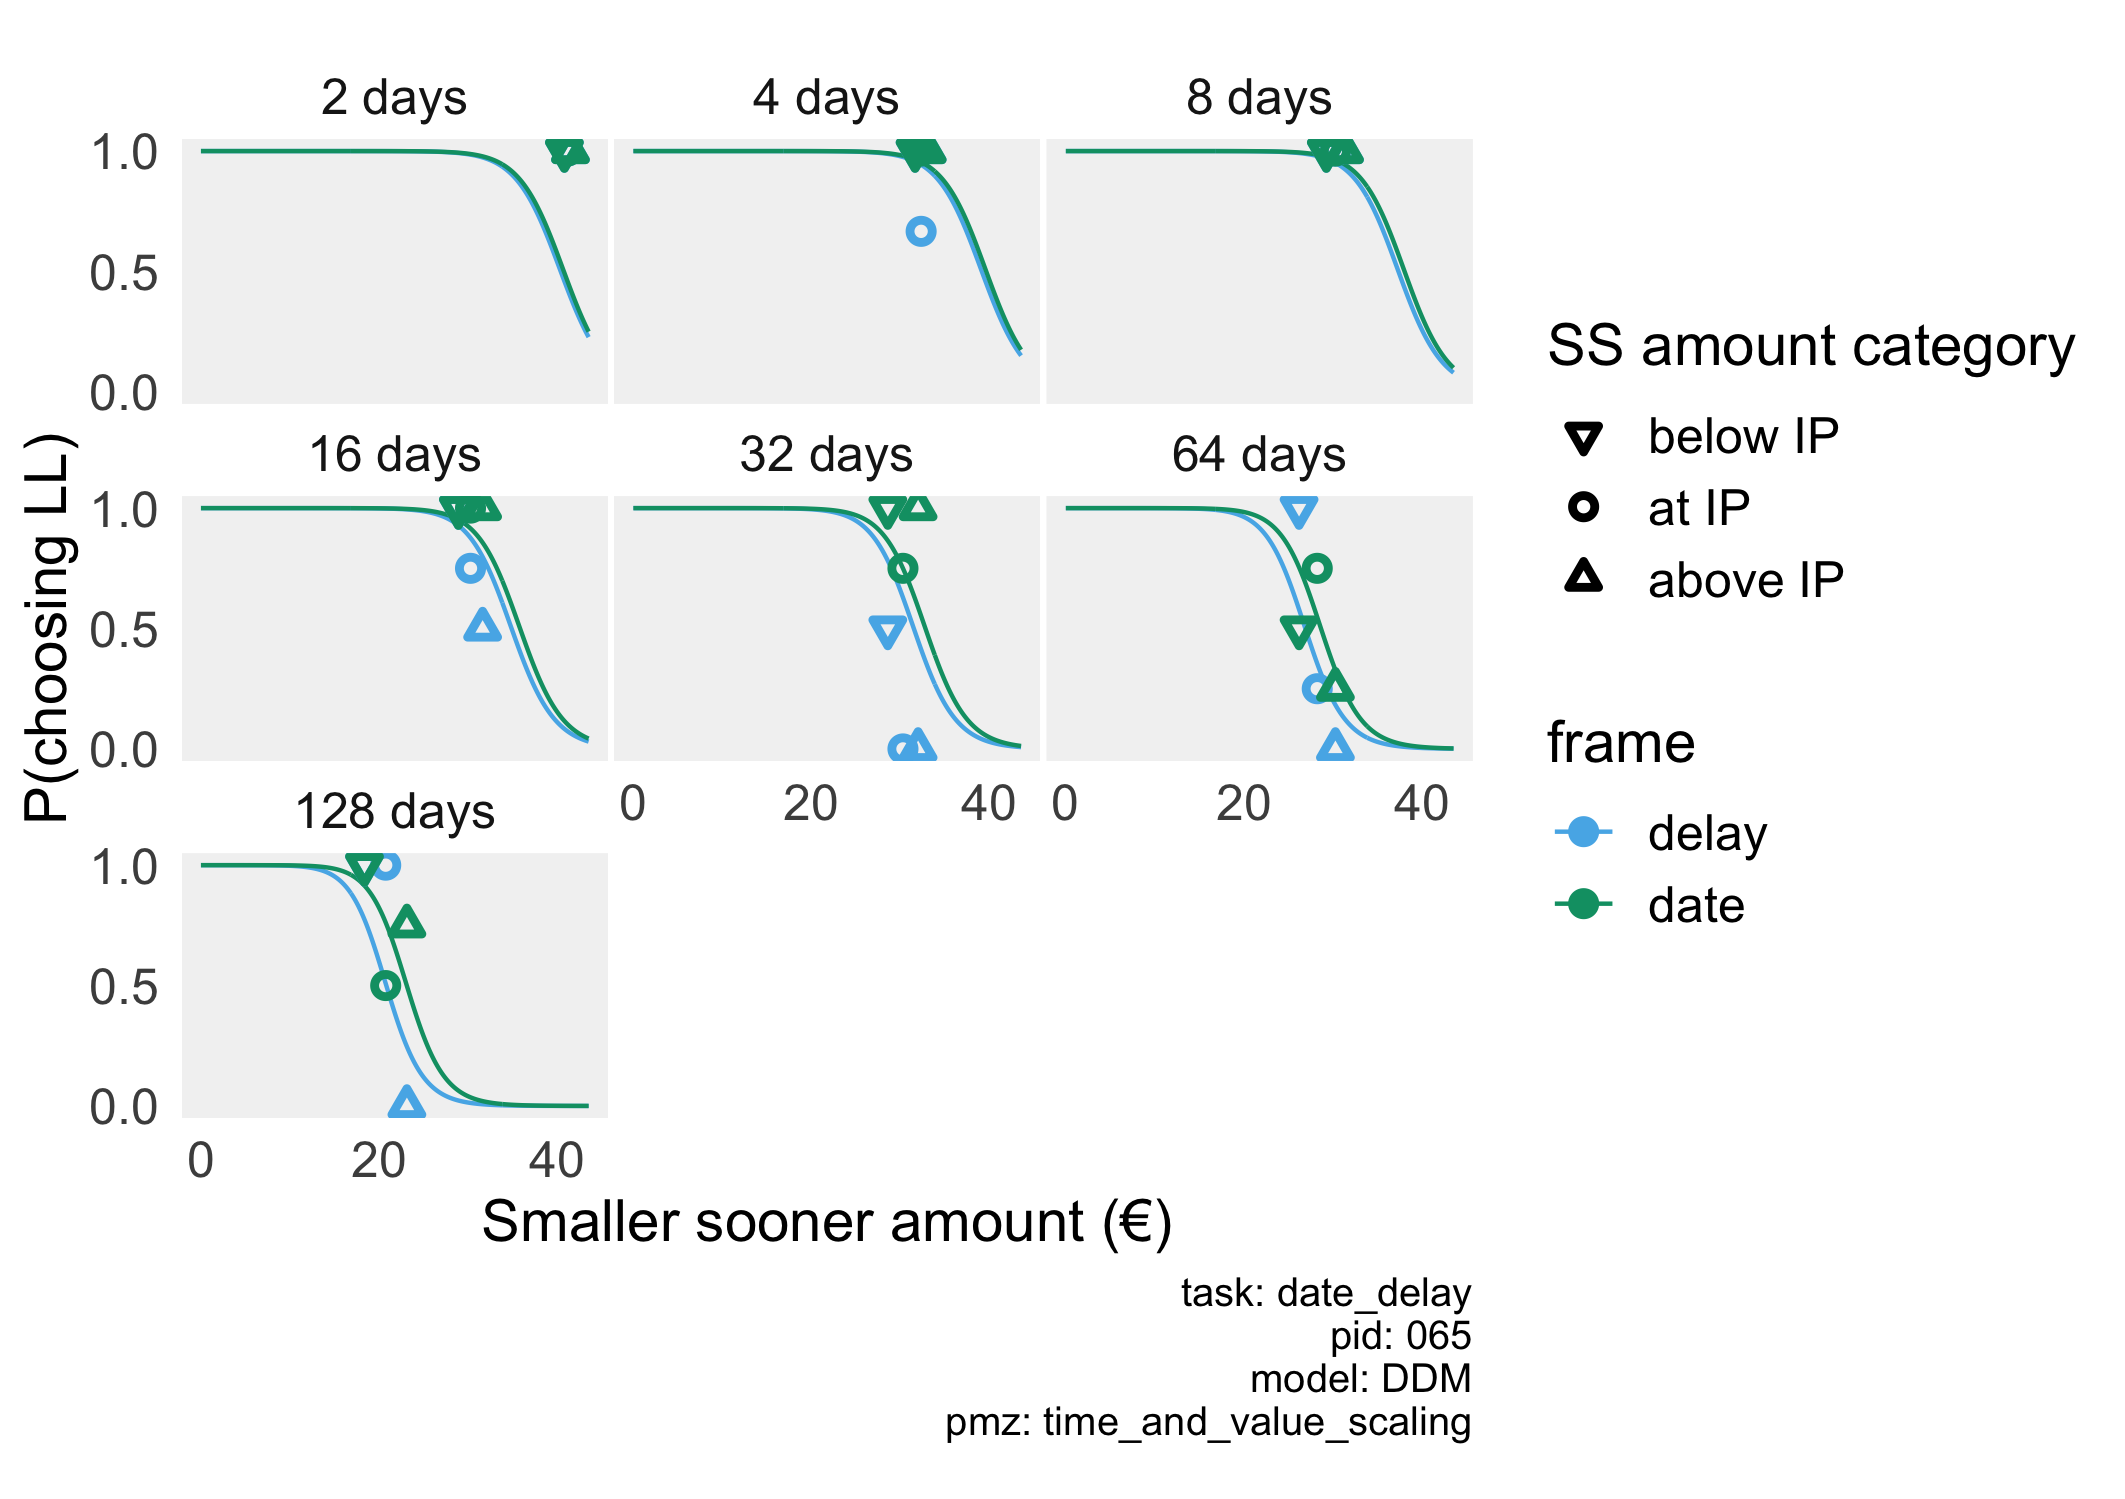 2 days
4 days
8 days
1.0
0.5
0.0
16 days
32 days
64 days
1.0
0.5
0.0
0 20 40
0 20 40
128 days
1.0
0.5
0.0
0 20 40
P(choosing LL)
Smaller sooner amount (€)
SS amount category
below IP
at IP
above IP
frame
delay
date
task: date_delay
pid: 065
model: DDM
pmz: time_and_value_scaling